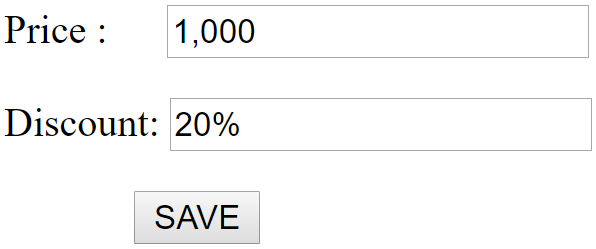 Price : 1,000
Discount: 20%
SAVE